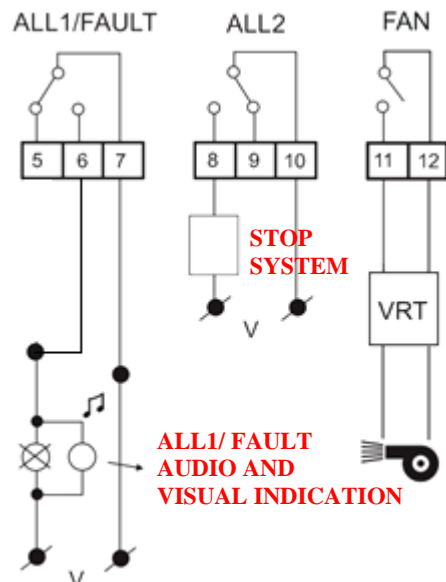 ALL1/FAULT
ALL2
FAN
5 6 7
8 9 10
11 12
STOP
SYSTEM
V
VRT
ALL1/ FAULT
AUDIO AND
VISUAL INDICATION
V